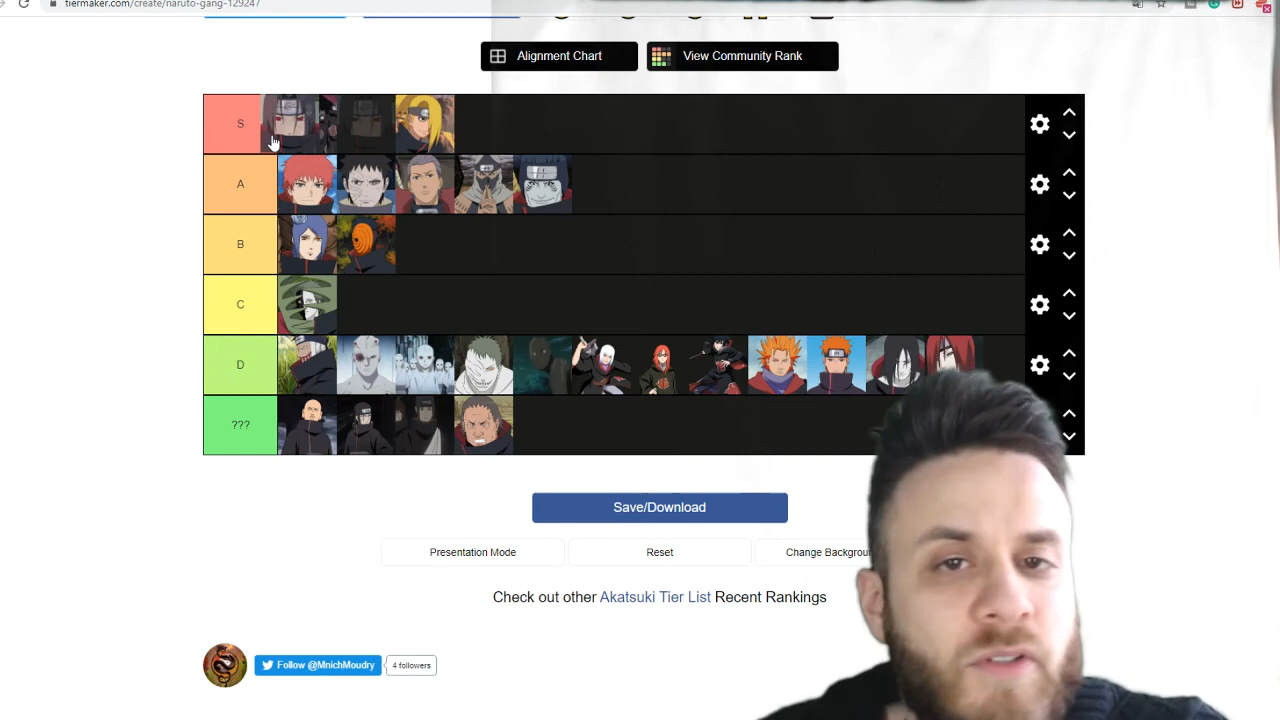 tiermaker.com/create/naruto-gang-129247
Alignment Chart
View Community Rank
S
A
B
C
D
???
Save/Download
Presentation Mode
Reset
Change Backgroun
Check out other Akatsuki Tier List Recent Rankings
Follow @MnichMoudry
4 followers